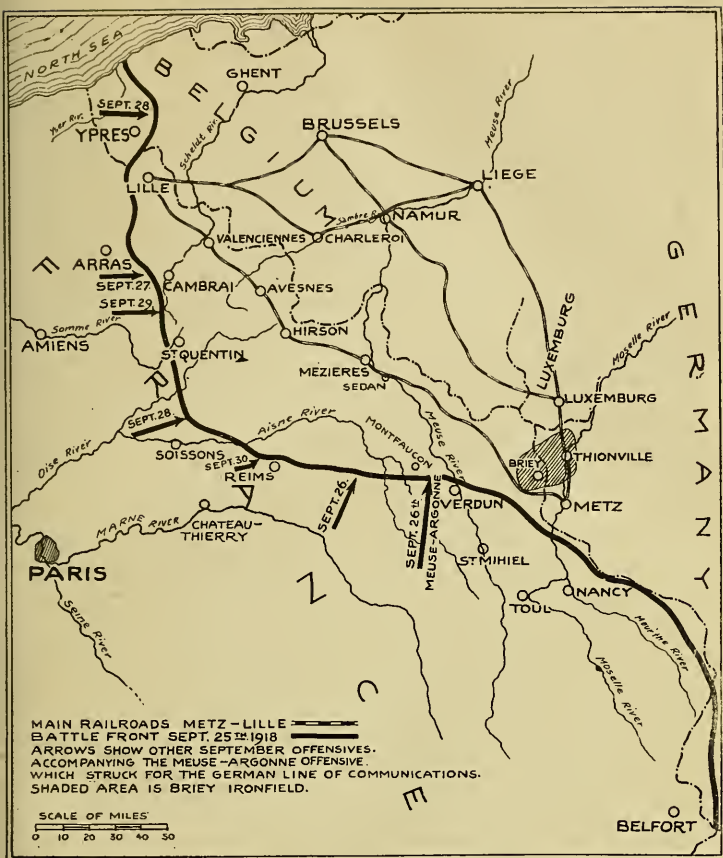 NORTH SEA
BELGIUM
GHENT
SEPT. 28
Yser Riv.
YPRES
Scheldt Riv.
BRUSSELS
Meuse River
LILLE
LIEGE
Sambre R.
NAMUR
VALENCIENNES
CHARLEROI
GERMANY
ARRAS
SEPT. 27.
CAMBRAI
AVESNES
SEPT. 29.
Somme River
AMIENS
HIRSON
ST QUENTIN
MEZIERES
SEDAN
LUXEMBURG
Moselle River
LUXEMBURG
FRANCE
SEPT. 28.
Oise River
Aisne River
SOISSONS
MONTFAUCON
Meuse River
BRIEY
THIONVILLE
SEPT. 30
REIMS
SEPT. 26.
SEPT. 26th
MEUSE-ARGONNE
VERDUN
METZ
MARNE RIVER
CHATEAU-
THIERRY
PARIS
ST MIHIEL
Seine River
TOUL
NANCY
Meurthe River
Moselle River
MAIN RAILROADS METZ-LILLE
BATTLE FRONT SEPT. 25TH. 1918
ARROWS SHOW OTHER SEPTEMBER OFFENSIVES.
ACCOMPANYING THE MEUSE-ARGONNE OFFENSIVE.
WHICH STRUCK FOR THE GERMAN LINE OF COMMUNICATIONS.
SHADED AREA IS BRIEY IRONFIELD.
SCALE OF MILES
0 10 20 30 40 50
BELFORT